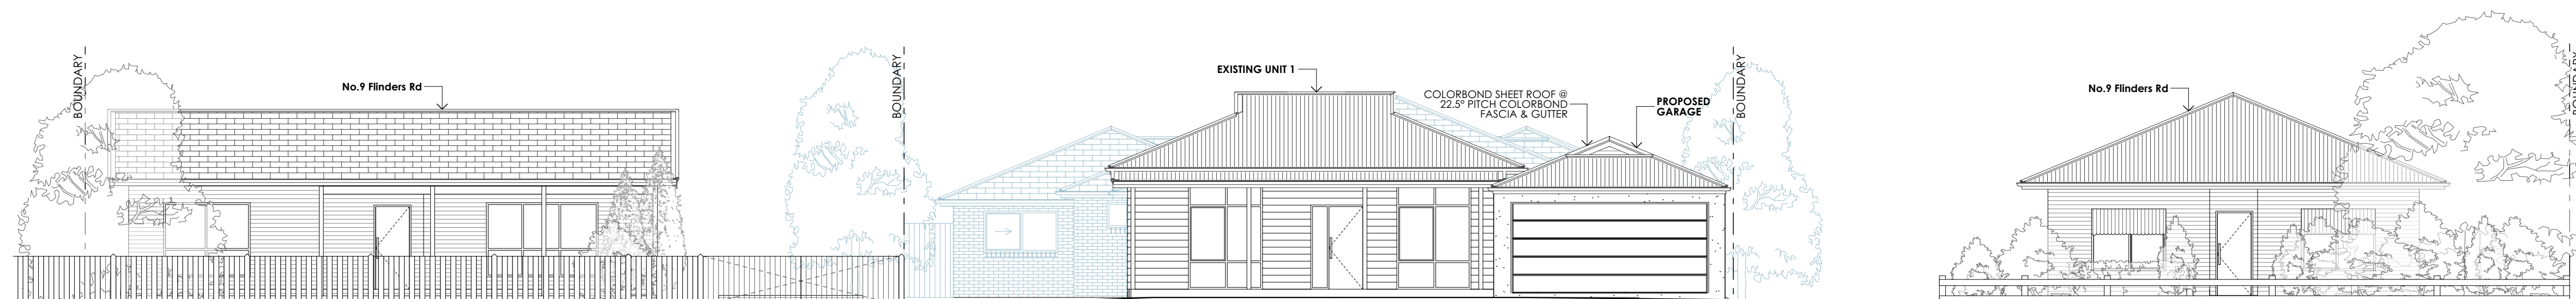 BOUNDARY
No.9 Flinders Rd
BOUNDARY
EXISTING UNIT 1
COLORBOND SHEET ROOF @
22.5° PITCH COLORBOND
FASCIA & GUTTER
PROPOSED
GARAGE
BOUNDARY
No.9 Flinders Rd
BOUNDARY